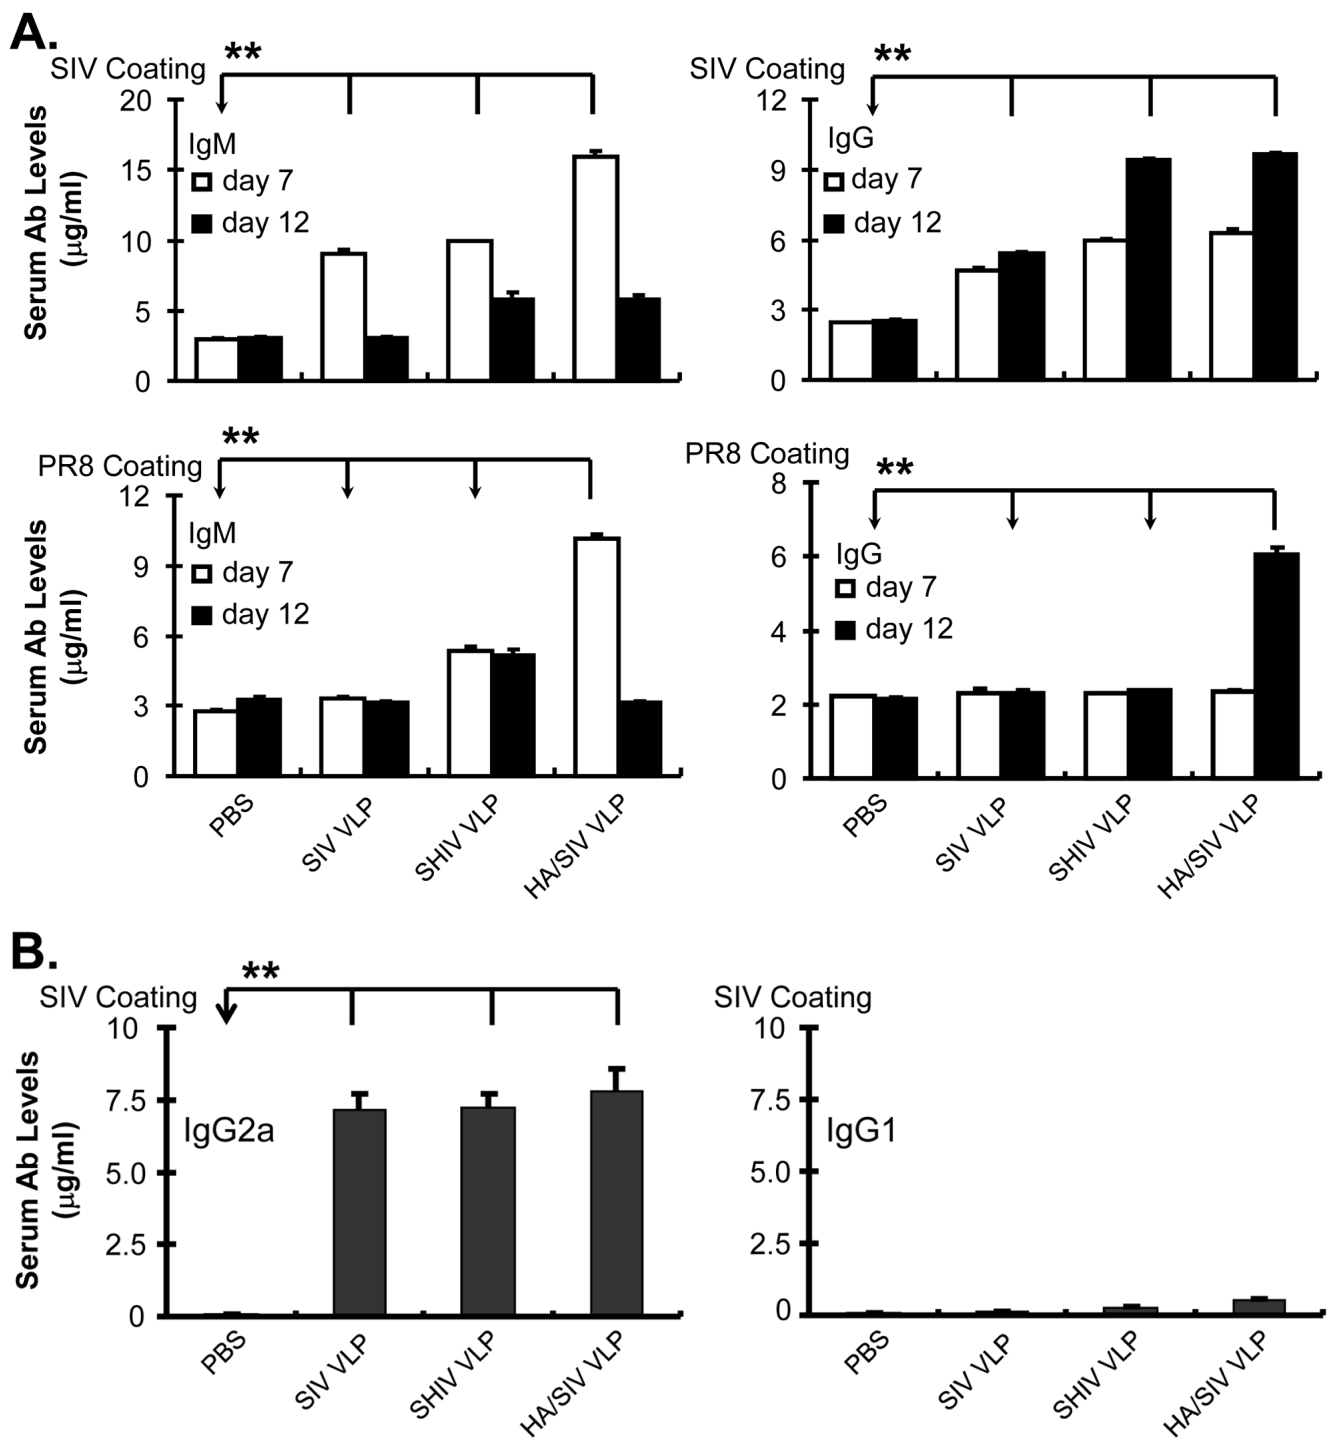 A.
SIV Coating
**
20
15
10
5
0
Serum Ab Levels
(μg/ml)
IgM
day 7
day 12
SIV Coating
**
12
9
6
3
0
IgG
day 7
day 12
PR8 Coating
**
12
9
6
3
0
Serum Ab Levels
(μg/ml)
IgM
day 7
day 12
PBS
SIV VLP
SHIV VLP
HA/SIV VLP
PR8 Coating
**
8
6
4
2
0
IgG
day 7
day 12
PBS
SIV VLP
SHIV VLP
HA/SIV VLP
B.
SIV Coating
**
10
7.5
5.0
2.5
0
Serum Ab Levels
(μg/ml)
IgG2a
PBS
SIV VLP
SHIV VLP
HA/SIV VLP
SIV Coating
10
7.5
5.0
2.5
0
IgG1
PBS
SIV VLP
SHIV VLP
HA/SIV VLP